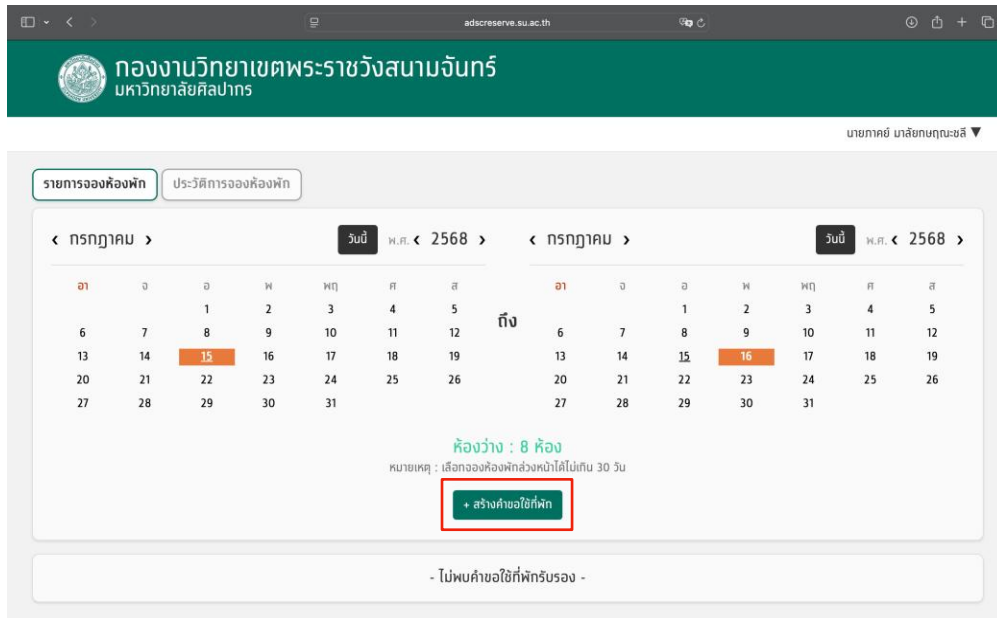 adscreserve.su.ac.th
กองงานวิทยาเขตพระราชวังสนามจันทร์
มหาวิทยาลัยศิลปากร
นายภาคย์ มาลัยกษฤณะชลี ▼
รายการจองห้องพัก ประวัติการจองห้องพัก
‹ กรกฎาคม › วันนี้ พ.ศ. ‹ 2568 ›
อา จ อ พ พฤ ศ ส
1 2 3 4 5
6 7 8 9 10 11 12
13 14 15 16 17 18 19
20 21 22 23 24 25 26
27 28 29 30 31
ถึง
‹ กรกฎาคม › วันนี้ พ.ศ. ‹ 2568 ›
อา จ อ พ พฤ ศ ส
1 2 3 4 5
6 7 8 9 10 11 12
13 14 15 16 17 18 19
20 21 22 23 24 25 26
27 28 29 30 31
ห้องว่าง : 8 ห้อง
หมายเหตุ : เลือกจองห้องพักล่วงหน้าได้ไม่เกิน 30 วัน
+ สร้างคำขอใช้ที่พัก
- ไม่พบคำขอใช้ที่พักรับรอง -